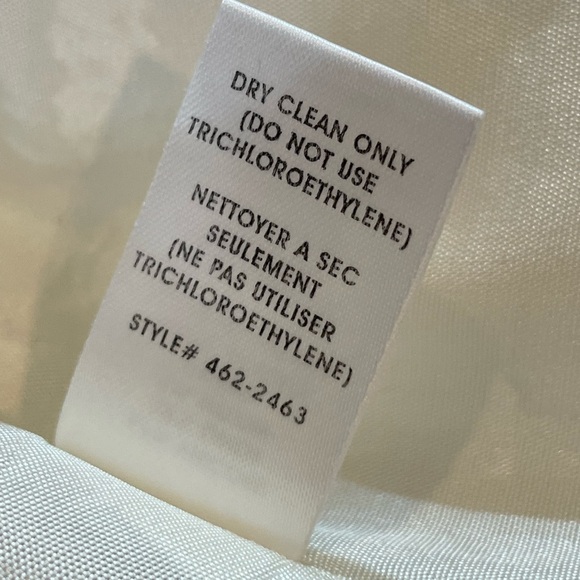 DRY CLEAN ONLY
(DO NOT USE
TRICHLOROETHYLENE)
NETTOYER A SEC
SEULEMENT
(NE PAS UTILISER
TRICHLOROETHYLENE)
STYLE# 462-2463